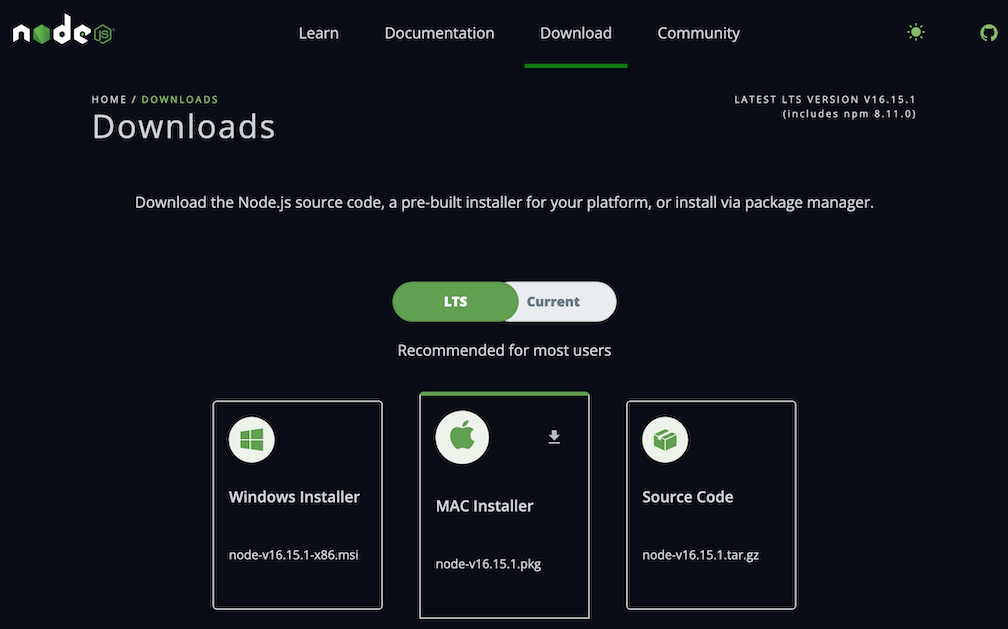 node JS
Learn Documentation Download Community
HOME / DOWNLOADS
Downloads
LATEST LTS VERSION V16.15.1
(includes npm 8.11.0)
Download the Node.js source code, a pre-built installer for your platform, or install via package manager.
LTS Current
Recommended for most users
Windows Installer
node-v16.15.1-x86.msi
MAC Installer
node-v16.15.1.pkg
Source Code
node-v16.15.1.tar.gz